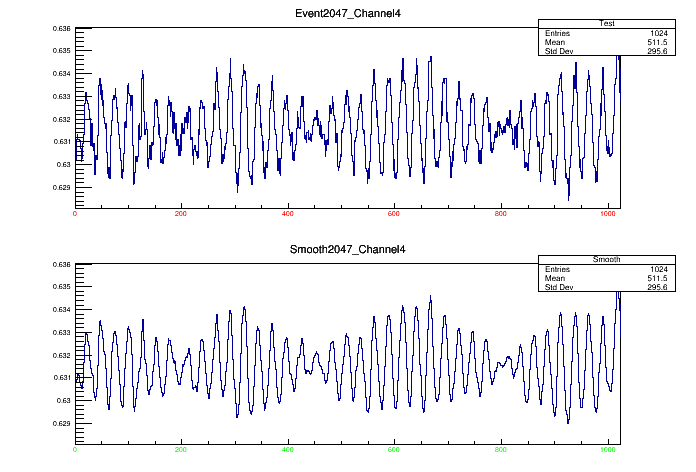 Event2047_Channel4
Test
Entries 1024
Mean 511.5
Std Dev 295.6
0.636
0.635
0.634
0.633
0.632
0.631
0.63
0.629
0 200 400 600 800 1000
Smooth2047_Channel4
Smooth
Entries 1024
Mean 511.5
Std Dev 295.6
0.636
0.635
0.634
0.633
0.632
0.631
0.63
0.629
0 200 400 600 800 1000